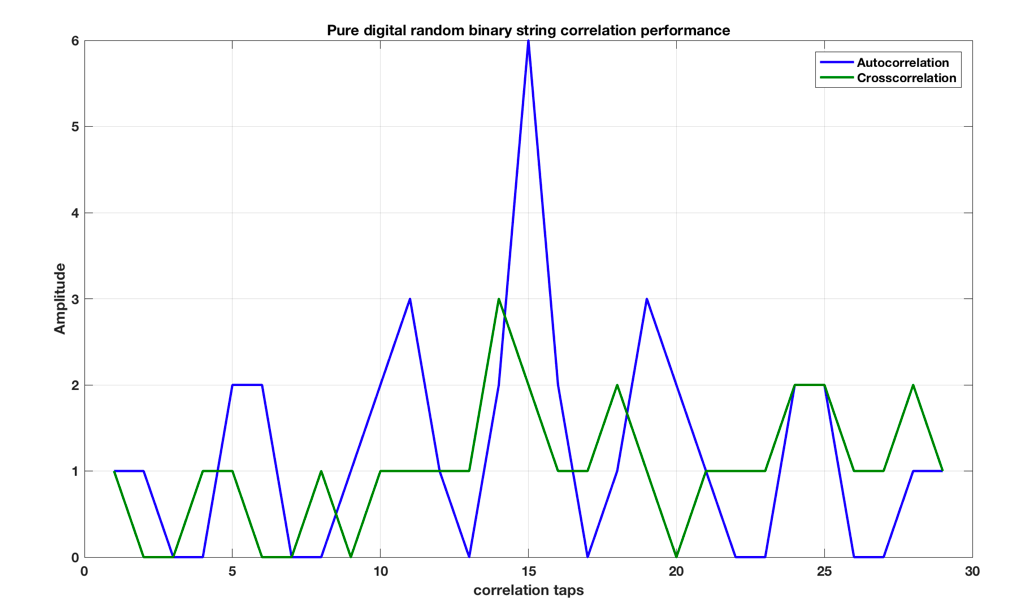 Pure digital random binary string correlation performance
Autocorrelation
Crosscorrelation
6
5
4
3
2
1
0
Amplitude
0 5 10 15 20 25 30
correlation taps